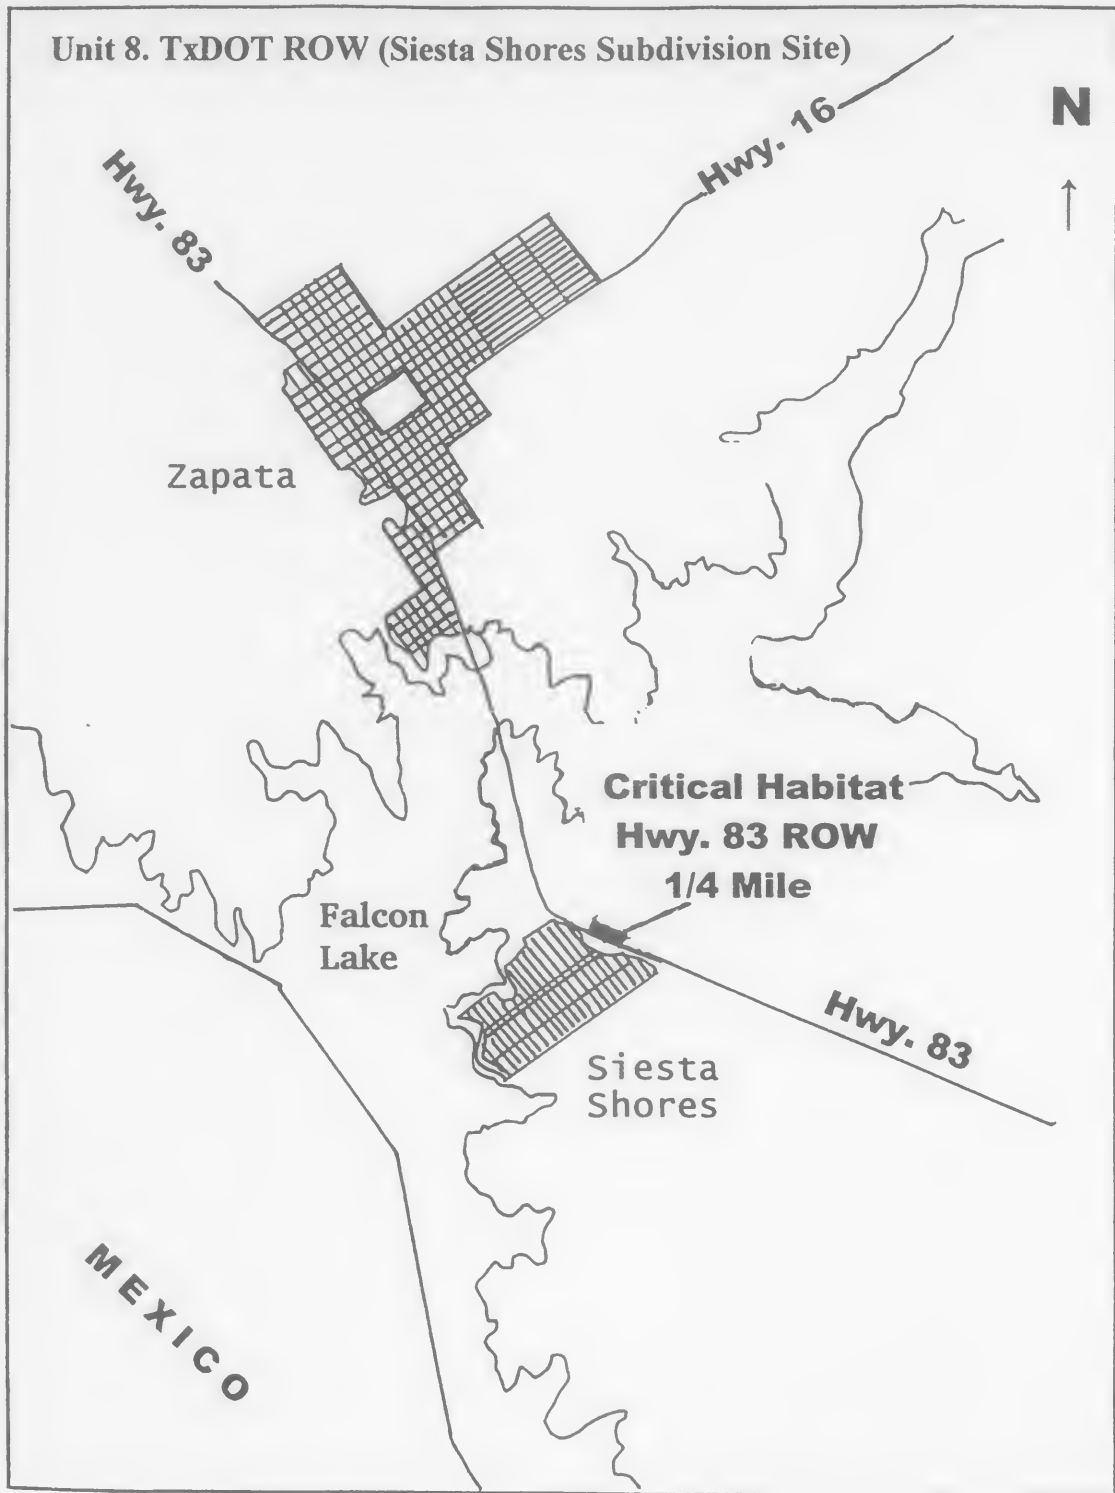 Unit 8. TxDOT ROW (Siesta Shores Subdivision Site)
N
Hwy. 16
Hwy. 83
Zapata
Critical Habitat
Hwy. 83 ROW
1/4 Mile
Falcon
Lake
Hwy. 83
Siesta
Shores
MEXICO